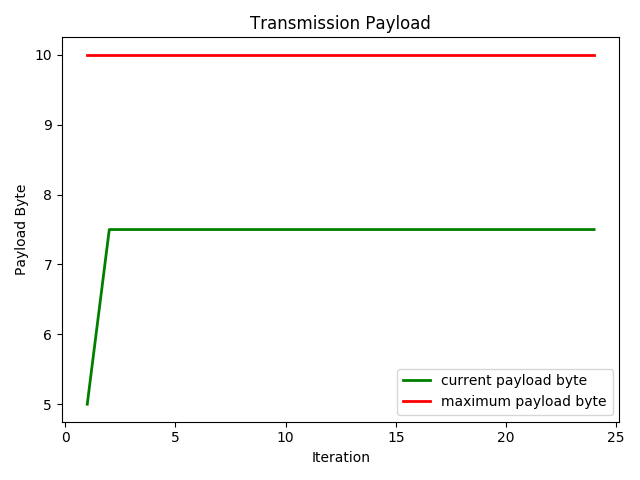 Transmission Payload
Payload Byte
10
9
8
7
6
5
0
5
10
15
20
25
Iteration
current payload byte
maximum payload byte